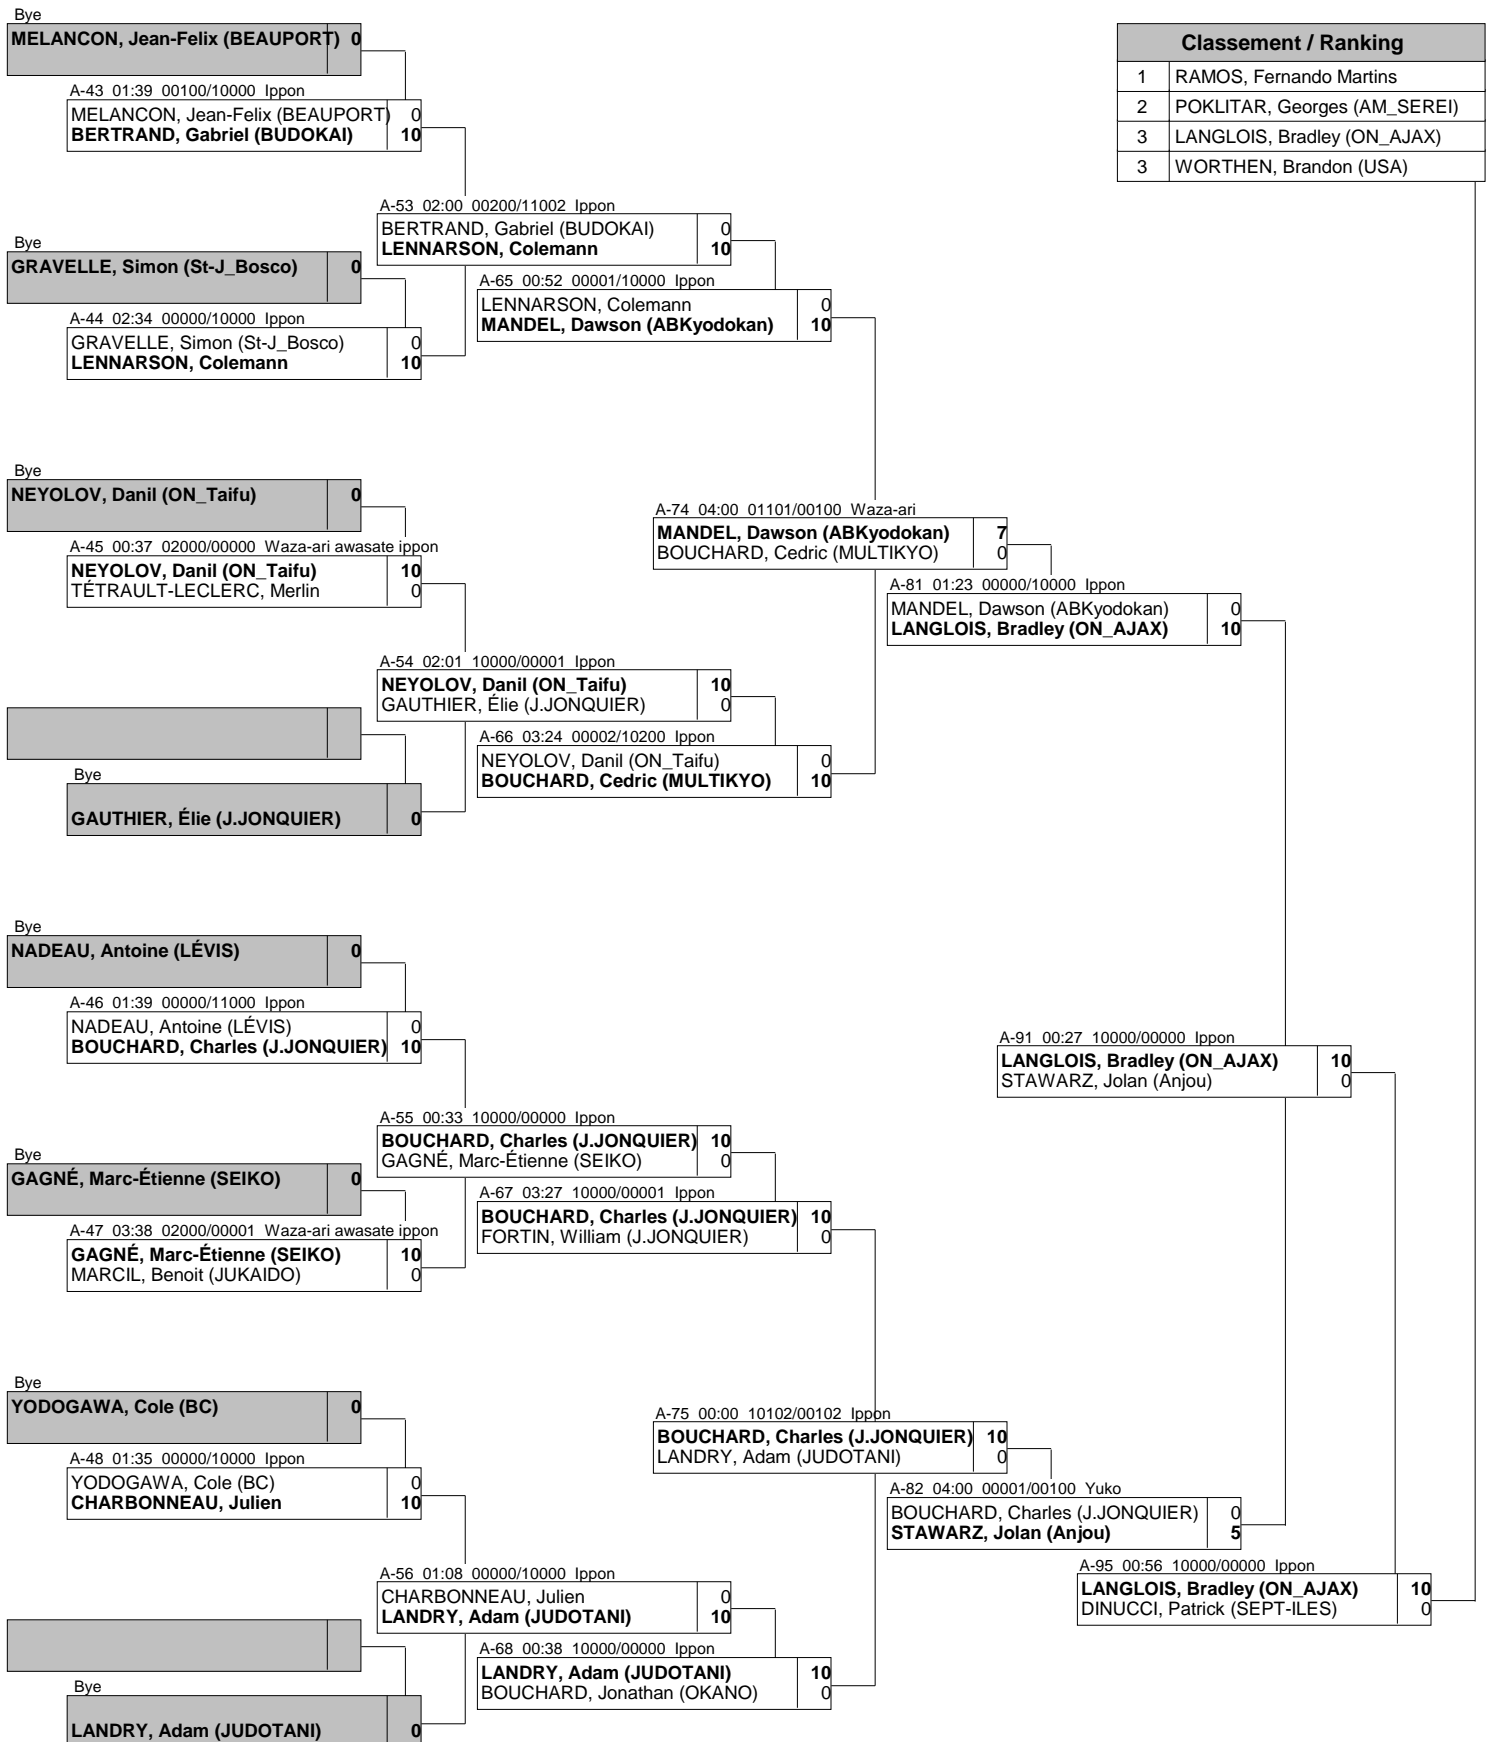 Bye
MELANCON, Jean-Felix (BEAUPORT) 0
A-43 01:39 00100/10000 Ippon
MELANCON, Jean-Felix (BEAUPORT) 0
BERTRAND, Gabriel (BUDOKAI) 10
Classement / Ranking
1 RAMOS, Fernando Martins
2 POKLITAR, Georges (AM_SEREI)
3 LANGLOIS, Bradley (ON_AJAX)
3 WORTHEN, Brandon (USA)
A-53 02:00 00200/11002 Ippon
BERTRAND, Gabriel (BUDOKAI) 0
LENNARSON, Colemann 10
Bye
GRAVELLE, Simon (St-J_Bosco) 0
A-65 00:52 00001/10000 Ippon
LENNARSON, Colemann 0
MANDEL, Dawson (ABKyodokan) 10
A-44 02:34 00000/10000 Ippon
GRAVELLE, Simon (St-J_Bosco) 0
LENNARSON, Colemann 10
Bye
NEYOLOV, Danil (ON_Taifu) 0
A-74 04:00 01101/00100 Waza-ari
MANDEL, Dawson (ABKyodokan) 7
BOUCHARD, Cedric (MULTIKYO) 0
A-45 00:37 02000/00000 Waza-ari awasate ippon
NEYOLOV, Danil (ON_Taifu) 10
TÉTRAULT-LECLERC, Merlin 0
A-81 01:23 00000/10000 Ippon
MANDEL, Dawson (ABKyodokan) 0
LANGLOIS, Bradley (ON_AJAX) 10
A-54 02:01 10000/00001 Ippon
NEYOLOV, Danil (ON_Taifu) 10
GAUTHIER, Élie (J.JONQUIER) 0
A-66 03:24 00002/10200 Ippon
NEYOLOV, Danil (ON_Taifu) 0
BOUCHARD, Cedric (MULTIKYO) 10
Bye
GAUTHIER, Élie (J.JONQUIER) 0
Bye
NADEAU, Antoine (LÉVIS) 0
A-46 01:39 00000/11000 Ippon
NADEAU, Antoine (LÉVIS) 0
BOUCHARD, Charles (J.JONQUIER) 10
A-91 00:27 10000/00000 Ippon
LANGLOIS, Bradley (ON_AJAX) 10
STAWARZ, Jolan (Anjou) 0
A-55 00:33 10000/00000 Ippon
BOUCHARD, Charles (J.JONQUIER) 10
GAGNÉ, Marc-Étienne (SEIKO) 0
Bye
GAGNÉ, Marc-Étienne (SEIKO) 0
A-67 03:27 10000/00001 Ippon
BOUCHARD, Charles (J.JONQUIER) 10
FORTIN, William (J.JONQUIER) 0
A-47 03:38 02000/00001 Waza-ari awasate ippon
GAGNÉ, Marc-Étienne (SEIKO) 10
MARCIL, Benoit (JUKAIDO) 0
Bye
YODOGAWA, Cole (BC) 0
A-75 00:00 10102/00102 Ippon
BOUCHARD, Charles (J.JONQUIER) 10
LANDRY, Adam (JUDOTANI) 0
A-48 01:35 00000/10000 Ippon
YODOGAWA, Cole (BC) 0
CHARBONNEAU, Julien 10
A-82 04:00 00001/00100 Yuko
BOUCHARD, Charles (J.JONQUIER) 0
STAWARZ, Jolan (Anjou) 5
A-56 01:08 00000/10000 Ippon
CHARBONNEAU, Julien 0
LANDRY, Adam (JUDOTANI) 10
A-95 00:56 10000/00000 Ippon
LANGLOIS, Bradley (ON_AJAX) 10
DINUCCI, Patrick (SEPT-ILES) 0
A-68 00:38 10000/00000 Ippon
LANDRY, Adam (JUDOTANI) 10
BOUCHARD, Jonathan (OKANO) 0
Bye
LANDRY, Adam (JUDOTANI) 0